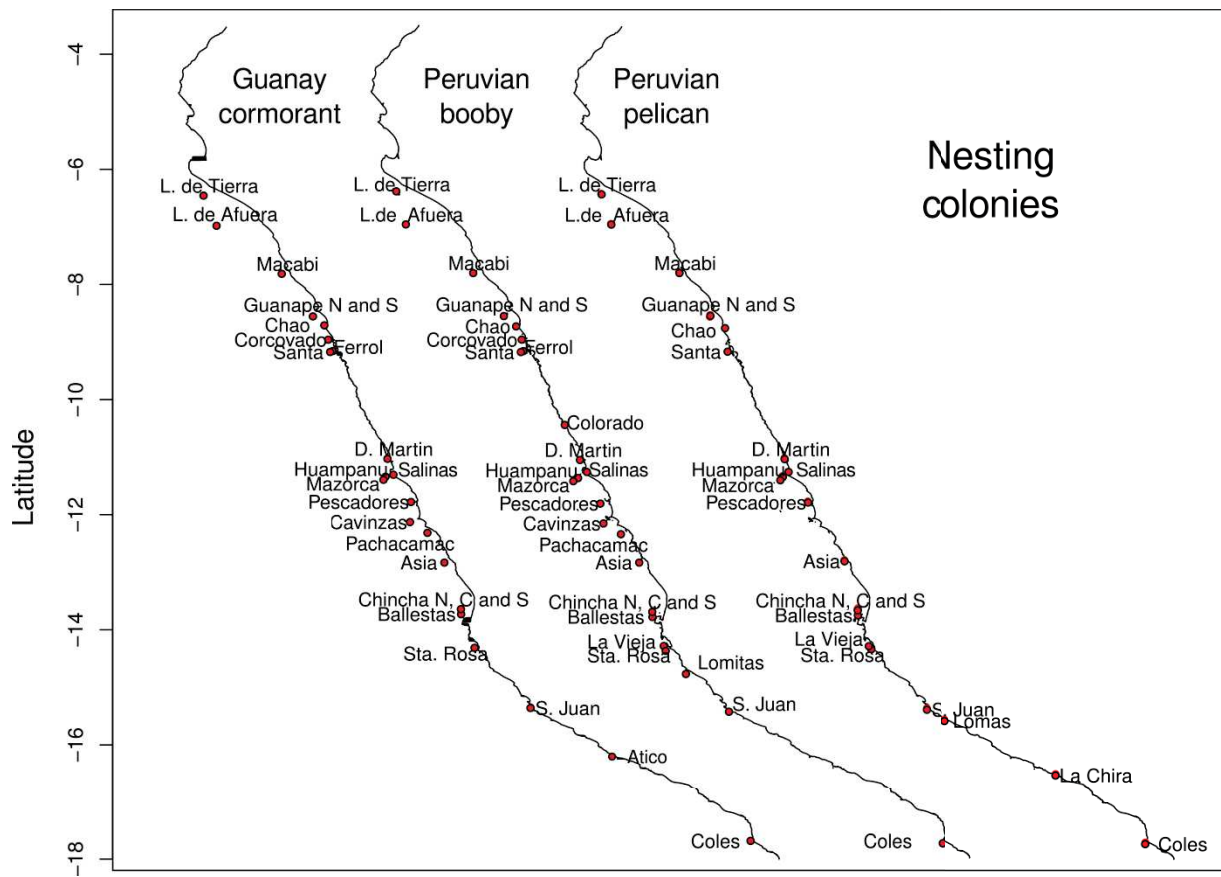 Guanay
cormorant
Peruvian
booby
Peruvian
pelican
Nesting
colonies
Latitude
−4
−6
−8
−10
−12
−14
−16
−18
L. de Tierra
L. de Afuera
Macabi
Guanape N and S
Chao
Corcovado
Santa Ferrol
D. Martin
Huampanu Salinas
Mazorca
Pescadores
Cavinzas
Pachacamac
Asia
Chincha N, C and S
Ballestas
Sta. Rosa
S. Juan
Atico
Coles
L. de Tierra
L.de Afuera
Macabi
Guanape N and S
Chao
Corcovado
Santa Ferrol
Colorado
D. Martin
Huampanu Salinas
Mazorca
Pescadores
Cavinzas
Pachacamac
Asia
Chincha N, C and S
Ballestas
La Vieja
Sta. Rosa
Lomitas
S. Juan
Coles
L. de Tierra
L.de Afuera
Macabi
Guanape N and S
Chao
Santa
D. Martin
Huampanu Salinas
Mazorca
Pescadores
Asia
Chincha N, C and S
Ballestas
La Vieja
Sta. Rosa
S. Juan
Lomas
La Chira
Coles